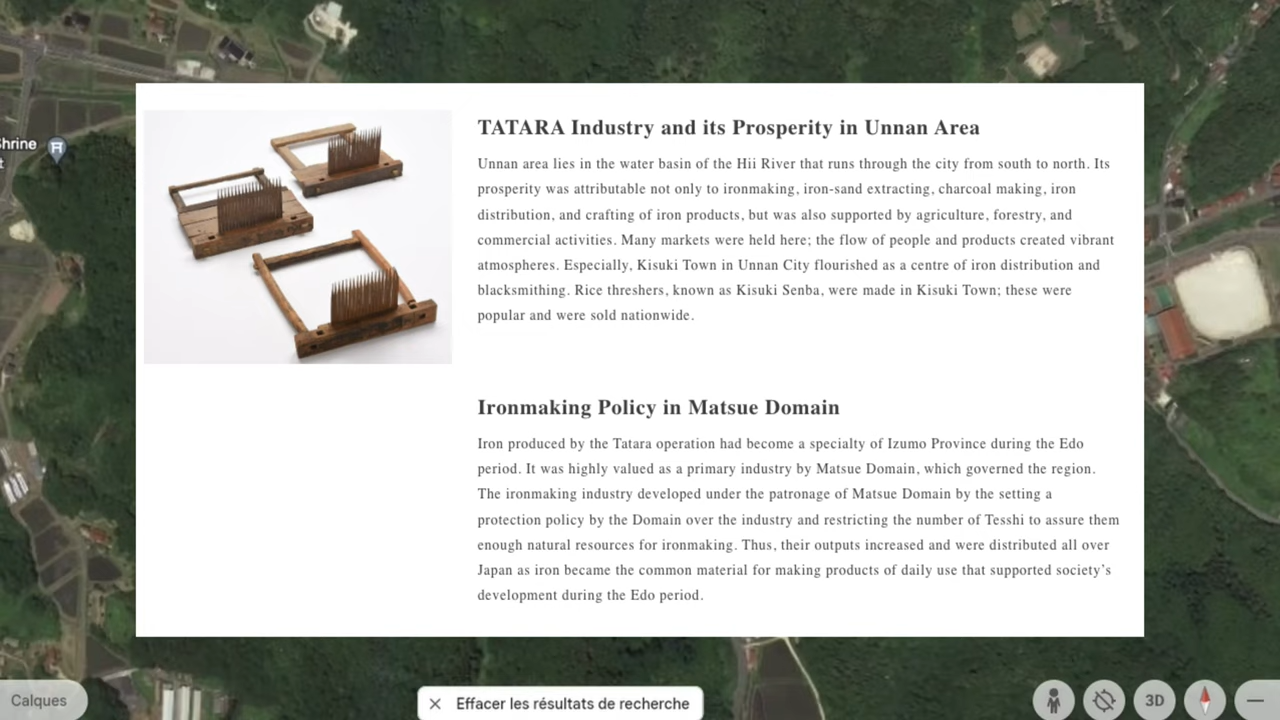 Shrine
t
TATARA Industry and its Prosperity in Unnan Area
Unnan area lies in the water basin of the Hii River that runs through the city from south to north. Its
prosperity was attributable not only to ironmaking, iron-sand extracting, charcoal making, iron
distribution, and crafting of iron products, but was also supported by agriculture, forestry, and
commercial activities. Many markets were held here; the flow of people and products created vibrant
atmospheres. Especially, Kisuki Town in Unnan City flourished as a centre of iron distribution and
blacksmithing. Rice threshers, known as Kisuki Senba, were made in Kisuki Town; these were
popular and were sold nationwide.
Ironmaking Policy in Matsue Domain
Iron produced by the Tatara operation had become a specialty of Izumo Province during the Edo
period. It was highly valued as a primary industry by Matsue Domain, which governed the region.
The ironmaking industry developed under the patronage of Matsue Domain by the setting a
protection policy by the Domain over the industry and restricting the number of Tesshi to assure them
enough natural resources for ironmaking. Thus, their outputs increased and were distributed all over
Japan as iron became the common material for making products of daily use that supported society's
development during the Edo period.
Calques
Effacer les résultats de recherche
3D